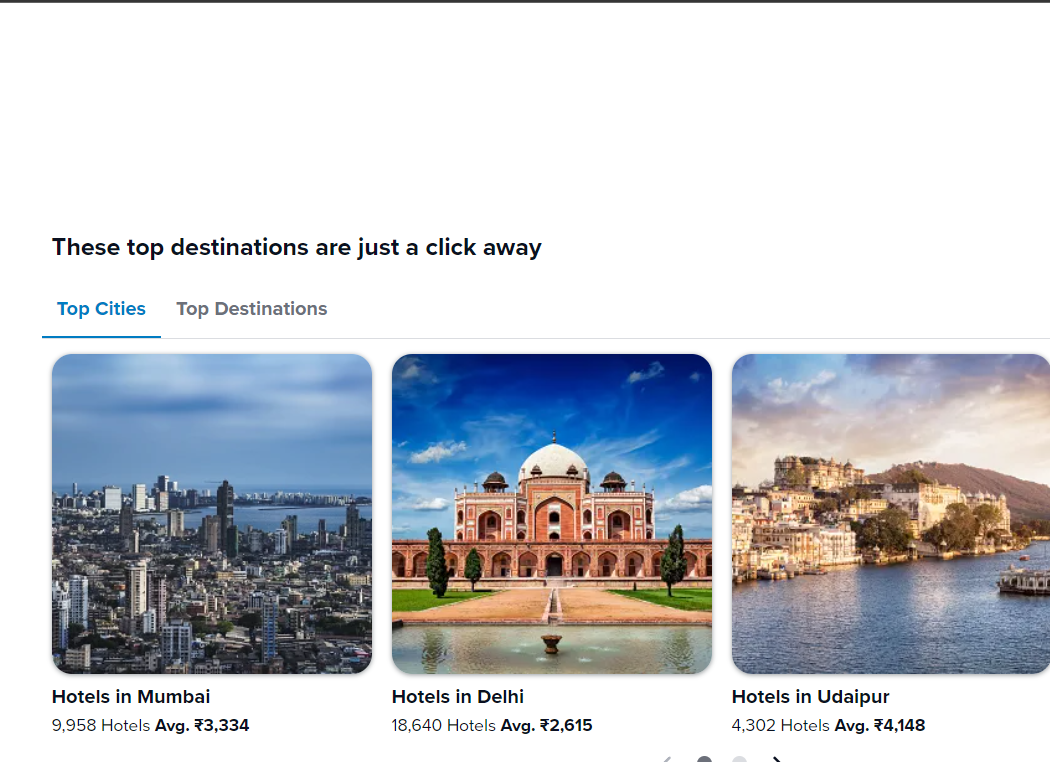 These top destinations are just a click away
Top Cities Top Destinations
Hotels in Mumbai
9,958 Hotels Avg. ₹3,334
Hotels in Delhi
18,640 Hotels Avg. ₹2,615
Hotels in Udaipur
4,302 Hotels Avg. ₹4,148